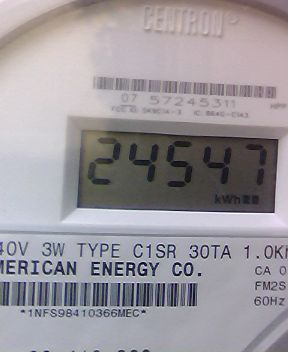 CENTRON
07 57245311
24547
kWh
40V 3W TYPE C1SR 30TA 1.0K
MERICAN ENERGY CO.
CA 0
FM2S
60Hz
*1NFS98410366MEC*